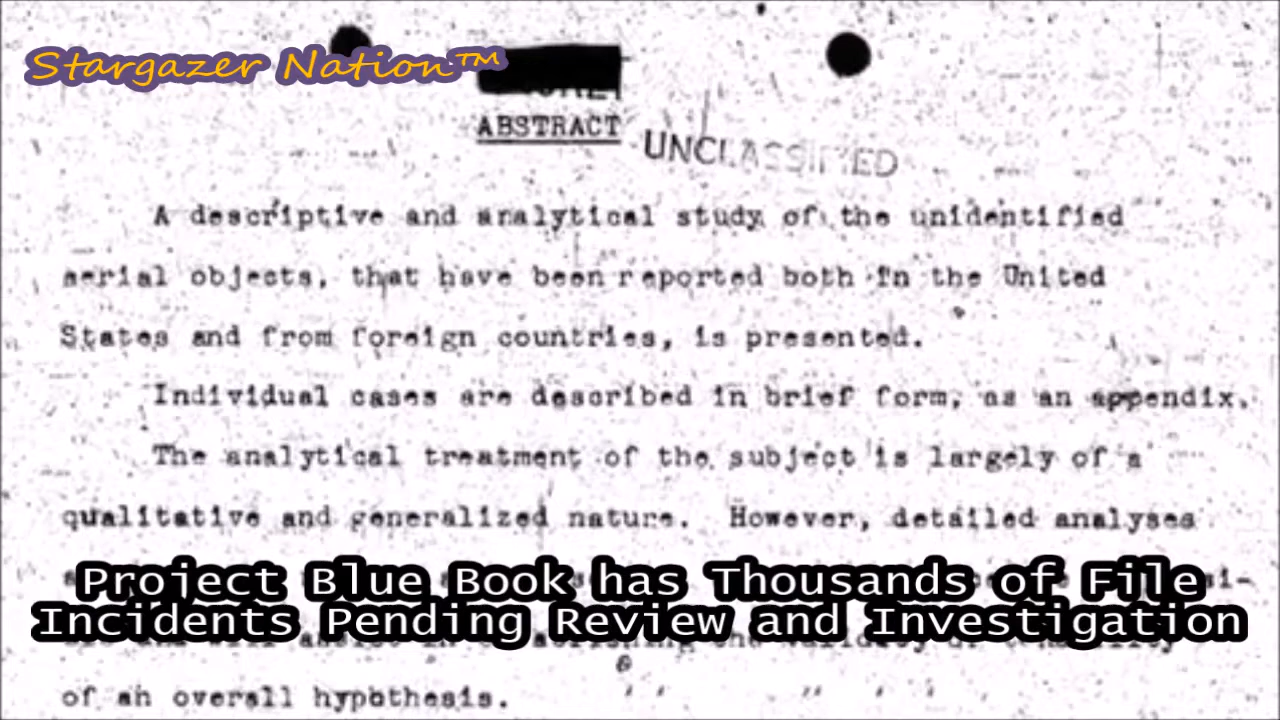 Stargazer Nation™
ABSTRACT
UNCLASSIFIED
A descriptive and analytical study of the unidentified
aerial objects, that have been reported both in the United
States and from foreign countries, is presented.
Individual cases are described in brief form, as an appendix.
The analytical treatment of the subject is largely of a
qualitative and generalized nature. However, detailed analyses
Project Blue Book has Thousands of File
Incidents Pending Review and Investigation
of an overall hypothesis.